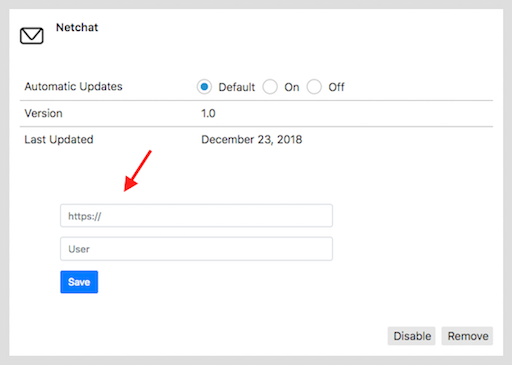 Netchat
Automatic Updates Default On Off
Version 1.0
Last Updated December 23, 2018
https://
User
Save
Disable Remove